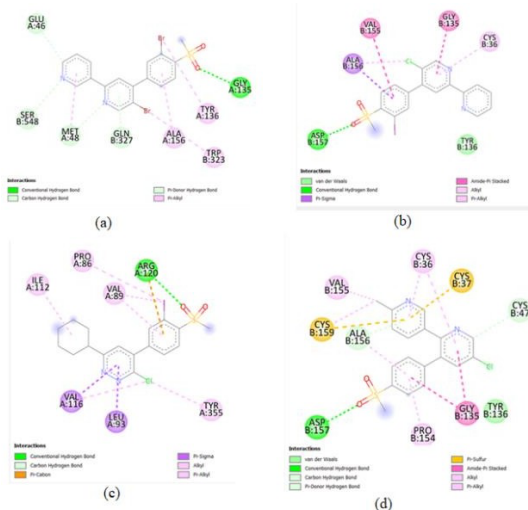 GLU
A:46
Br
O
S
O
GLY
A:135
N
SER
B:548
MET
A:48
N
GLN
B:327
Br
ALA
A:156
TYR
A:136
TRP
B:323
Interactions
Conventional Hydrogen Bond
Carbon Hydrogen Bond
Pi-Donor Hydrogen Bond
Pi-Alkyl
(a)
VAL
B:155
GLY
B:135
CYS
B:36
ALA
B:156
Cl
N
N
O
S
O
I
ASP
B:157
TYR
B:136
Interactions
van der Waals
Conventional Hydrogen Bond
Pi-Sigma
Amide-Pi Stacked
Alkyl
Pi-Alkyl
(b)
PRO
A:86
ARG
A:120
ILE
A:112
VAL
A:89
I
O
S
O
N
N
Cl
VAL
A:116
LEU
A:93
TYR
A:355
Interactions
Conventional Hydrogen Bond
Carbon Hydrogen Bond
Pi-Cation
Pi-Sigma
Alkyl
Pi-Alkyl
(c)
CYS
B:36
CYS
B:37
VAL
B:155
CYS
B:47
CYS
B:159
ALA
B:156
N
N
Cl
O
S
O
ASP
B:157
GLY
B:135
TYR
B:136
PRO
B:154
Interactions
van der Waals
Conventional Hydrogen Bond
Carbon Hydrogen Bond
Pi-Donor Hydrogen Bond
Pi-Sulfur
Amide-Pi Stacked
Alkyl
Pi-Alkyl
(d)